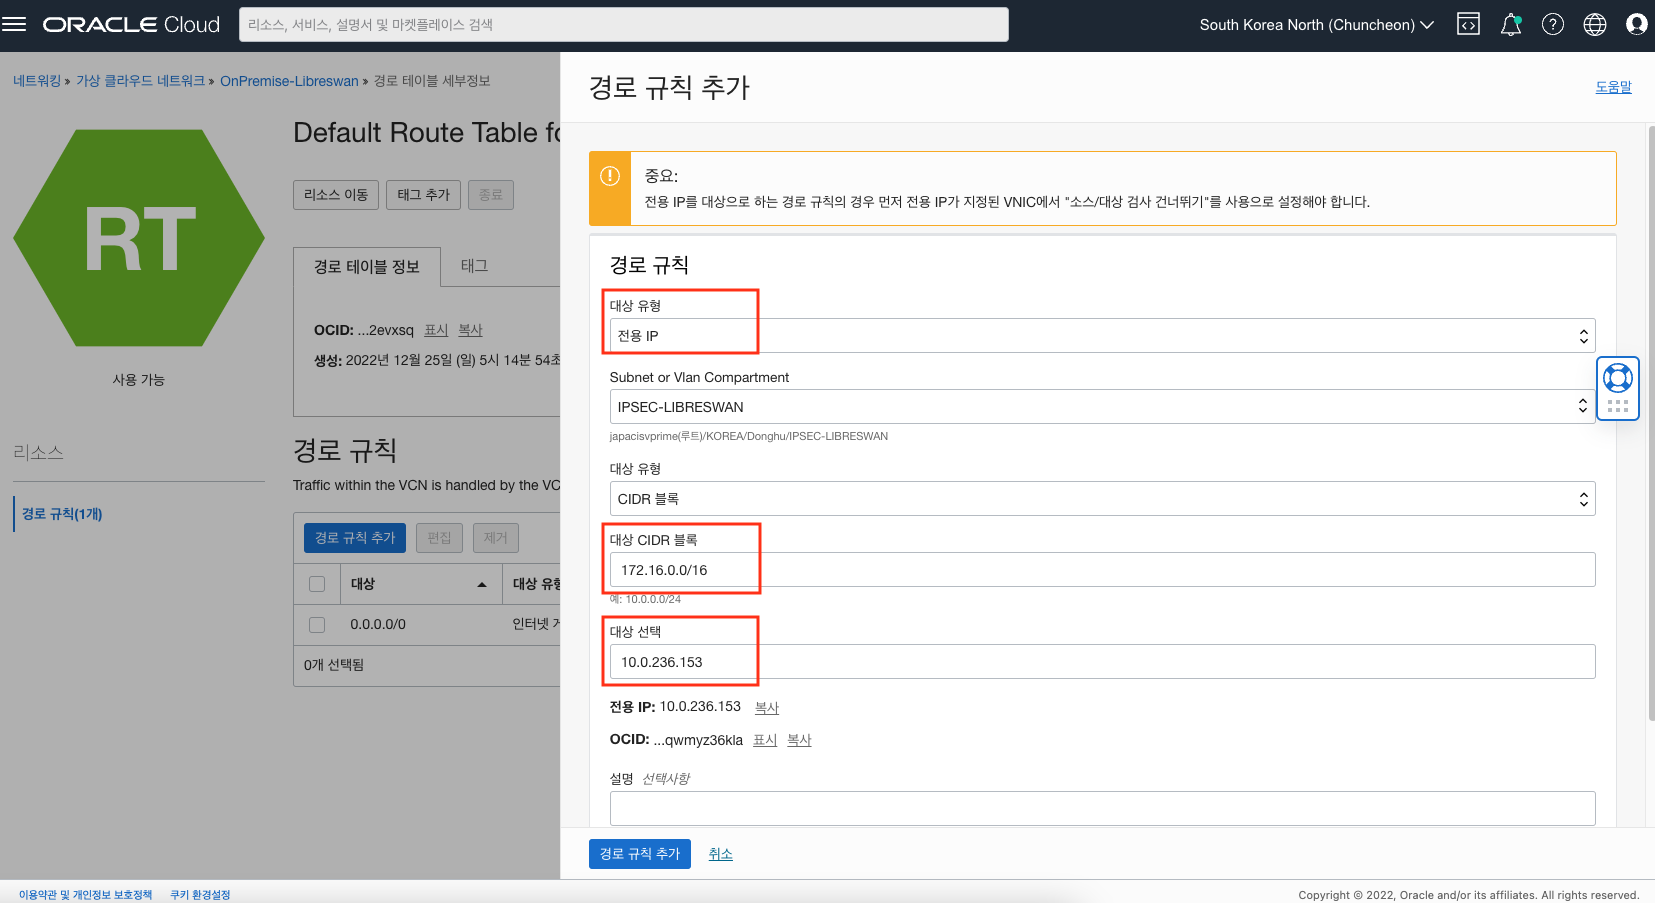 ORACLE Cloud
리소스, 서비스, 설명서 및 마켓플레이스 검색
South Korea North (Chuncheon)
네트워킹 » 가상 클라우드 네트워크 » OnPremise-Libreswan » 경로 테이블 세부정보
RT
사용 가능
리소스
경로 규칙(1개)
Default Route Table fo
리소스 이동 태그 추가 종료
경로 테이블 정보 태그
OCID: ...2evxsq 표시 복사
생성: 2022년 12월 25일 (일) 5시 14분 54초
경로 규칙
Traffic within the VCN is handled by the VC
경로 규칙 추가 편집 제거
대상 대상 유형
0.0.0.0/0 인터넷
0개 선택됨
경로 규칙 추가
도움말
중요:
전용 IP를 대상으로 하는 경로 규칙의 경우 먼저 전용 IP가 지정된 VNIC에서 "소스/대상 검사 건너뛰기"를 사용으로 설정해야 합니다.
경로 규칙
대상 유형
전용 IP
Subnet or Vlan Compartment
IPSEC-LIBRESWAN
japacisvprime(루트)/KOREA/Donghu/IPSEC-LIBRESWAN
대상 유형
CIDR 블록
대상 CIDR 블록
172.16.0.0/16
예: 10.0.0.0/24
대상 선택
10.0.236.153
전용 IP: 10.0.236.153 복사
OCID: ...qwmyz36kla 표시 복사
설명 선택사항
경로 규칙 추가 취소
이용약관 및 개인정보 보호정책 쿠키 환경설정
Copyright © 2022, Oracle and/or its affiliates. All rights reserved.